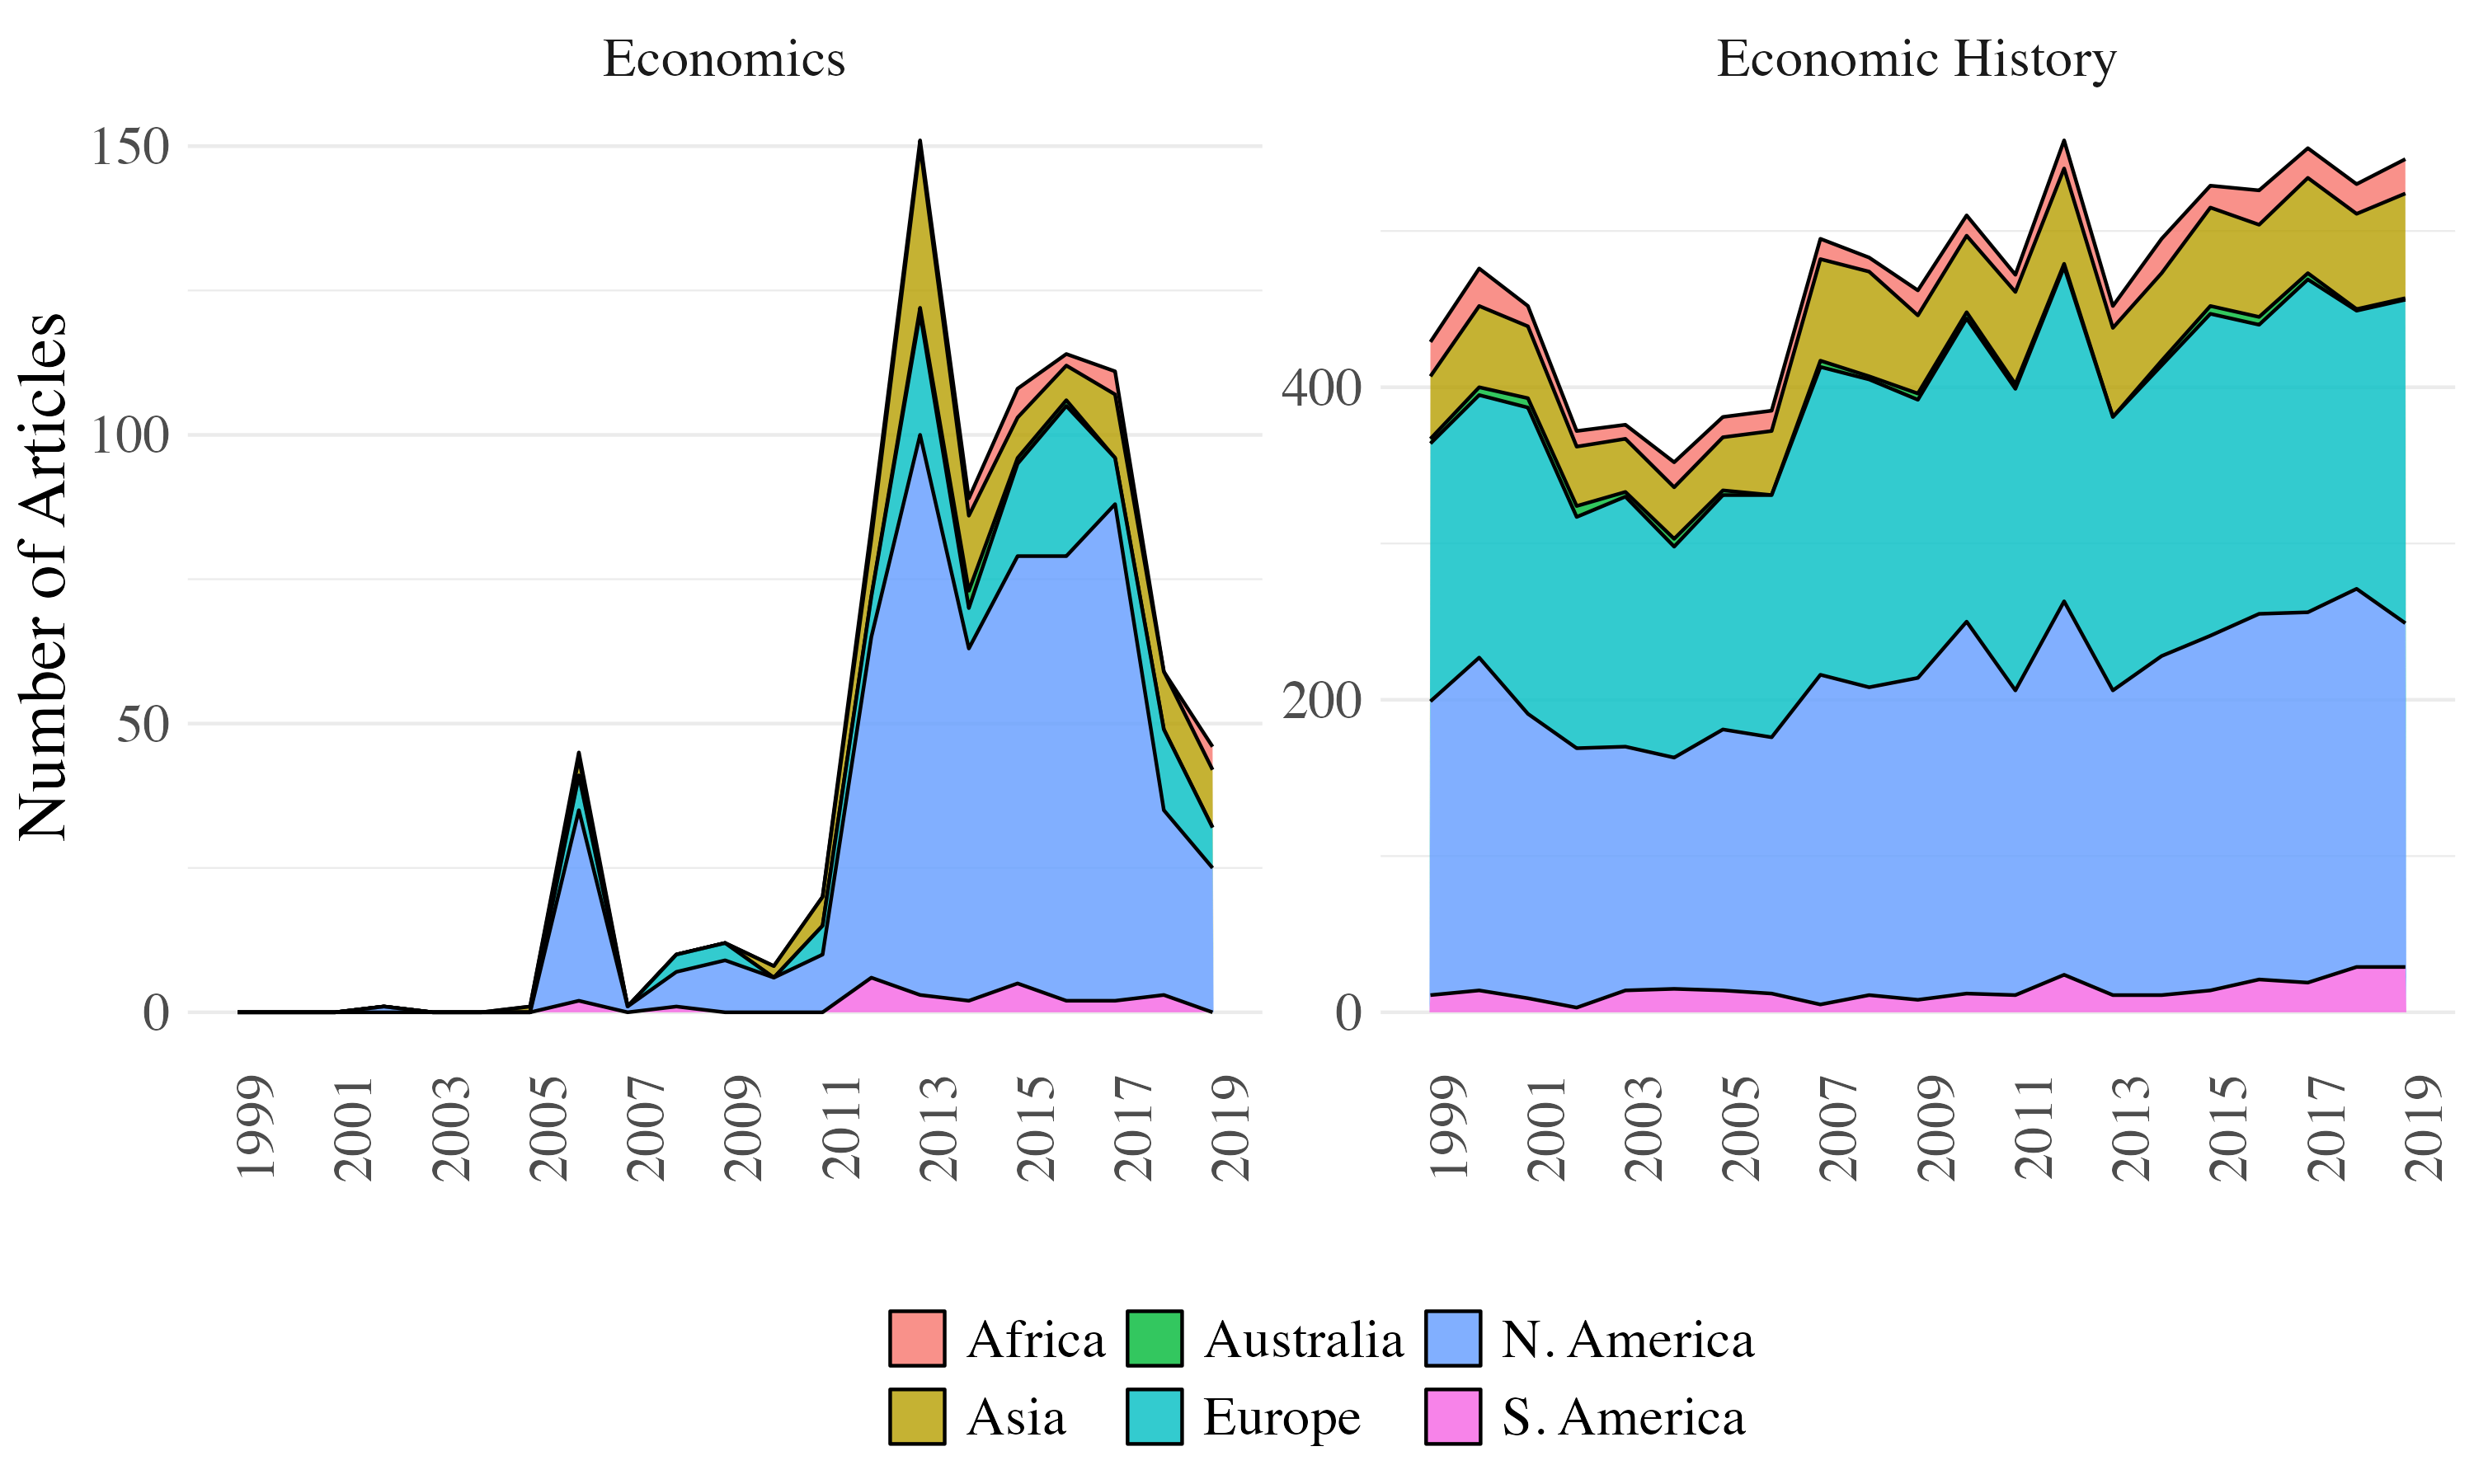 Economics
Economic History
Number of Articles
150
100
50
0
400
200
0
1999 2001 2003 2005 2007 2009 2011 2013 2015 2017 2019
1999 2001 2003 2005 2007 2009 2011 2013 2015 2017 2019
Africa Australia N. America
Asia Europe S. America